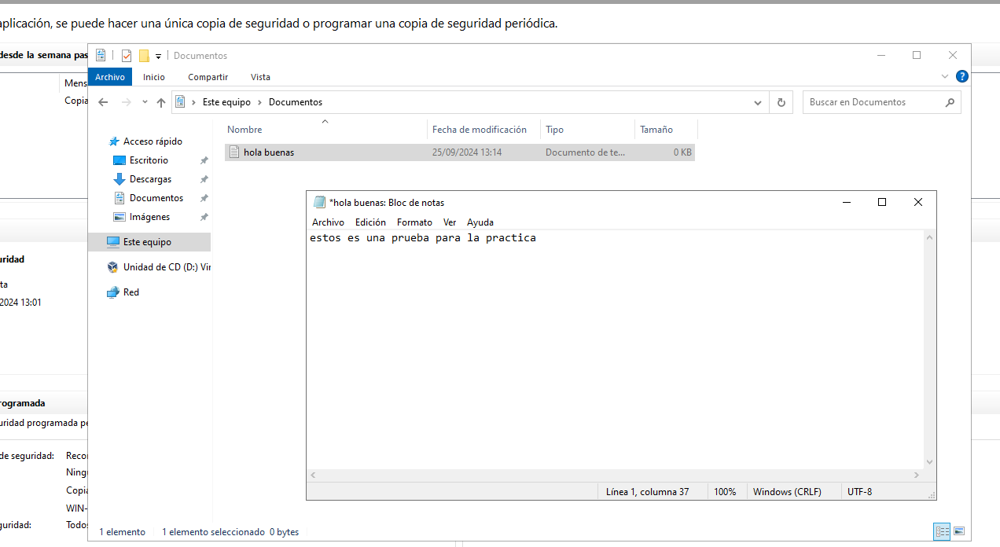 aplicación, se puede hacer una única copia de seguridad o programar una copia de seguridad periódica.
desde la semana pas
Mens
Copia
Documentos
Archivo Inicio Compartir Vista
Este equipo Documentos
Buscar en Documentos
Nombre Fecha de modificación Tipo Tamaño
hola buenas 25/09/2024 13:14 Documento de te... 0 KB
Acceso rápido
Escritorio
Descargas
Documentos
Imágenes
Este equipo
Unidad de CD (D:) Vir
Red
*hola buenas: Bloc de notas
Archivo Edición Formato Ver Ayuda
estos es una prueba para la practica
Línea 1, columna 37 100% Windows (CRLF) UTF-8
1 elemento 1 elemento seleccionado 0 bytes
uridad
ta
2024 13:01
rogramada
uridad programada pe
de seguridad: Reco
Ningu
Copia
WIN-
guridad: Todos